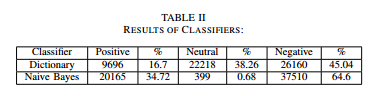 TABLE II
RESULTS OF CLASSIFIERS:
Classifier Positive % Neutral % Negative %
Dictionary 9696 16.7 22218 38.26 26160 45.04
Naive Bayes 20165 34.72 399 0.68 37510 64.6